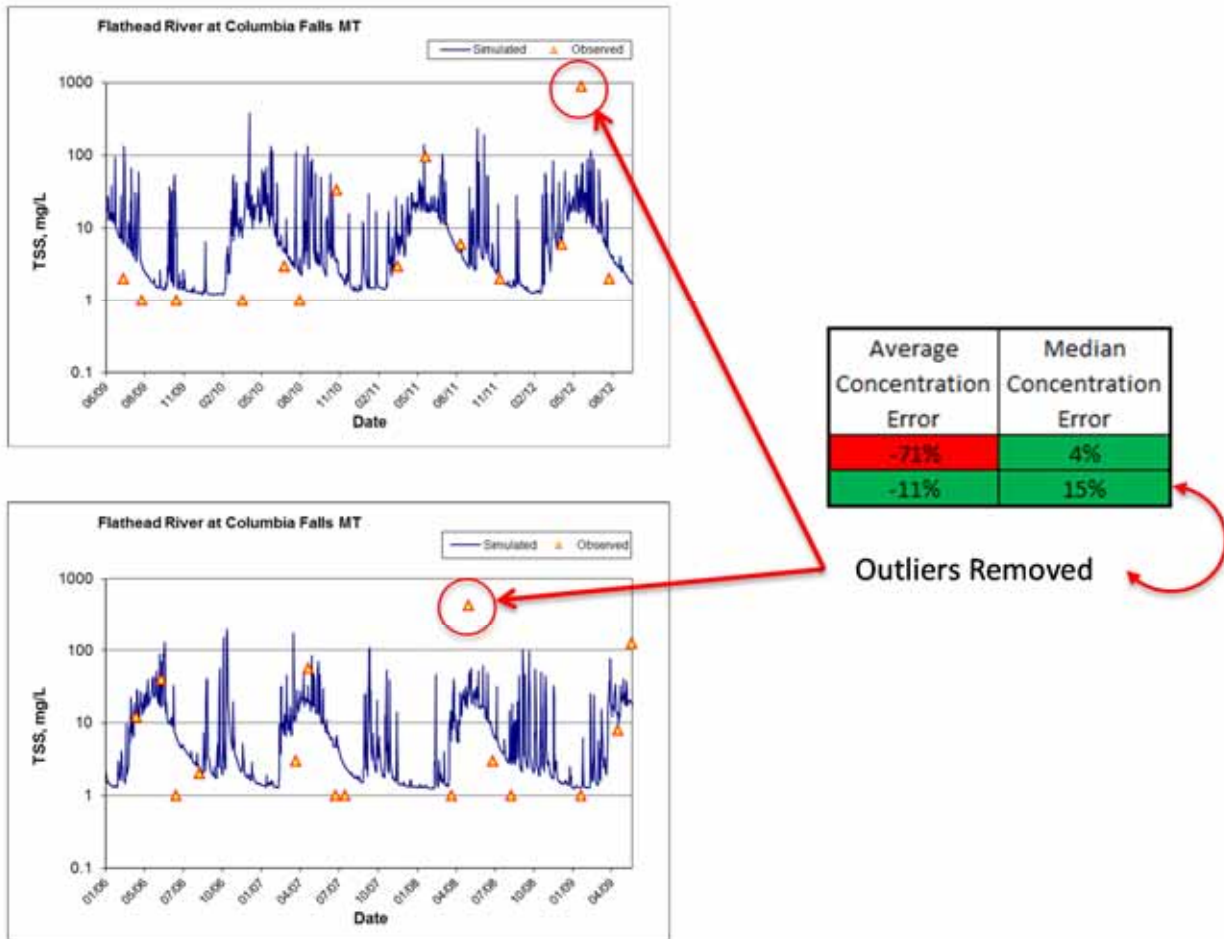 Flathead River at Columbia Falls MT
Simulated Observed
TSS, mg/L
1000
100
10
1
0.1
06/09 08/09 11/09 02/10 05/10 08/10 11/10 02/11 05/11 08/11 11/11 02/12 05/12 08/12
Date
Average Concentration Error
Median Concentration Error
-71% 4%
-11% 15%
Outliers Removed
Flathead River at Columbia Falls MT
Simulated Observed
TSS, mg/L
1000
100
10
1
0.1
01/06 05/06 07/06 10/06 01/07 04/07 07/07 10/07 01/08 04/08 07/08 10/08 01/09 04/09
Date